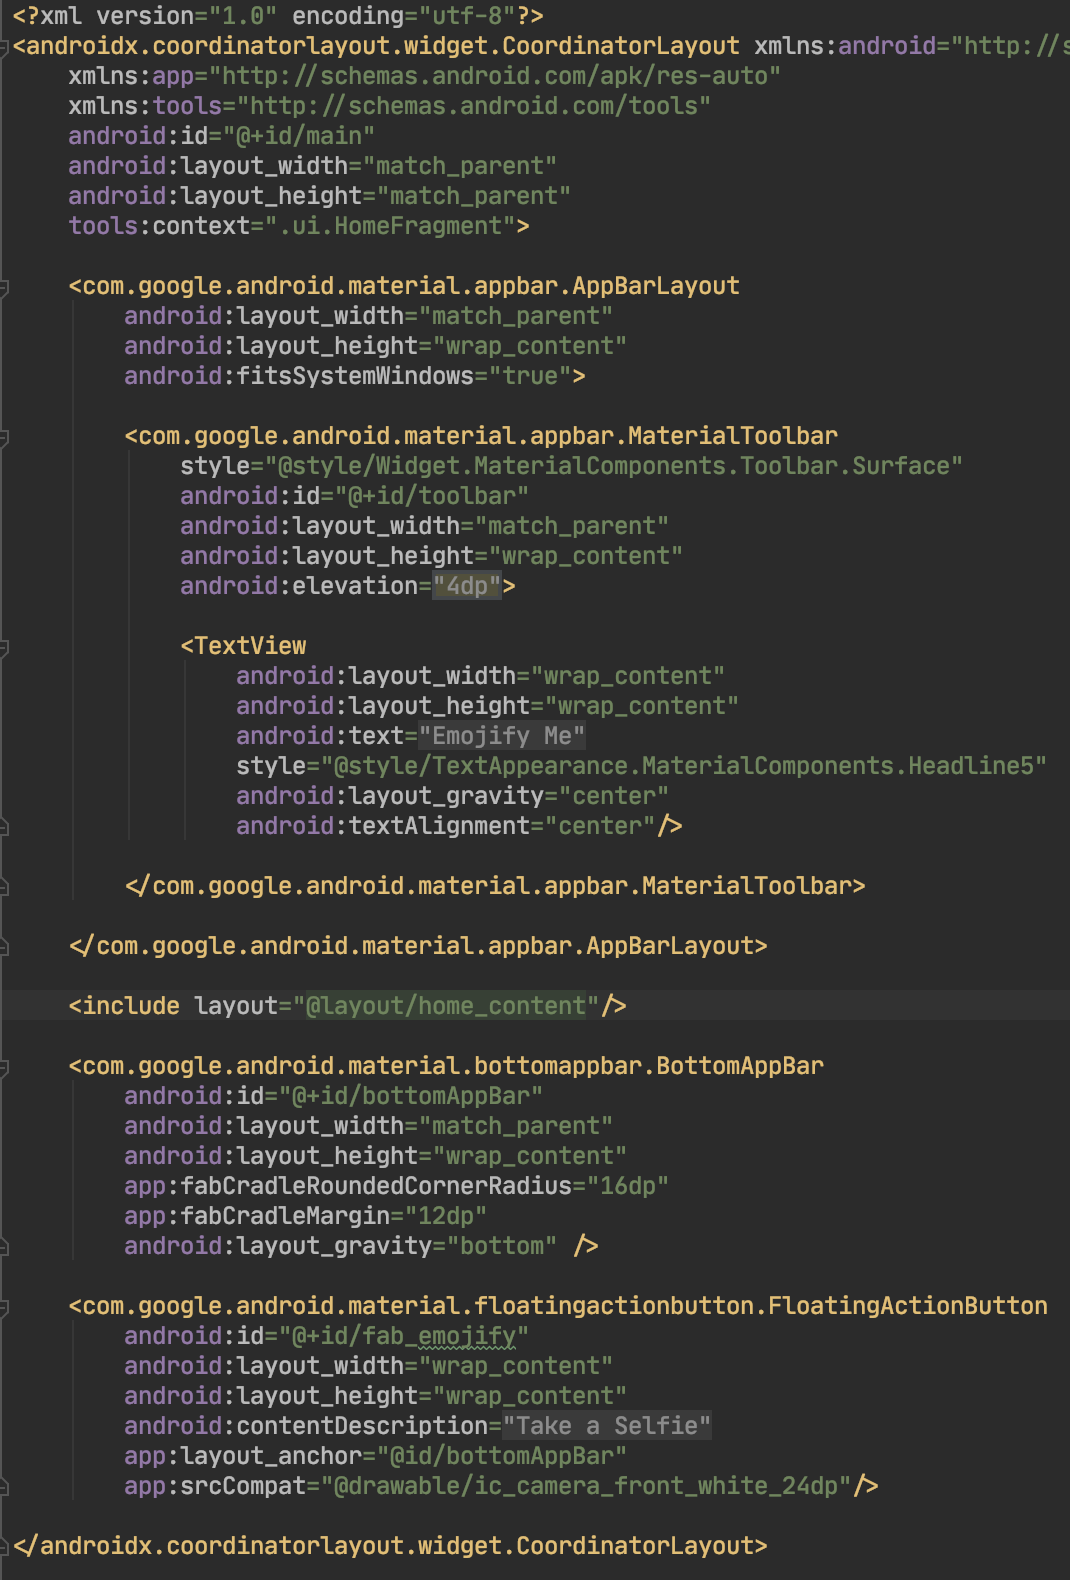 <?xml version="1.0" encoding="utf-8"?>
<androidx.coordinatorlayout.widget.CoordinatorLayout xmlns:android="http://s
xmlns:app="http://schemas.android.com/apk/res-auto"
xmlns:tools="http://schemas.android.com/tools"
android:id="@+id/main"
android:layout_width="match_parent"
android:layout_height="match_parent"
tools:context=".ui.HomeFragment">
<com.google.android.material.appbar.AppBarLayout
android:layout_width="match_parent"
android:layout_height="wrap_content"
android:fitsSystemWindows="true">
<com.google.android.material.appbar.MaterialToolbar
style="@style/Widget.MaterialComponents.Toolbar.Surface"
android:id="@+id/toolbar"
android:layout_width="match_parent"
android:layout_height="wrap_content"
android:elevation="4dp">
<TextView
android:layout_width="wrap_content"
android:layout_height="wrap_content"
android:text="Emojify Me"
style="@style/TextAppearance.MaterialComponents.Headline5"
android:layout_gravity="center"
android:textAlignment="center"/>
</com.google.android.material.appbar.MaterialToolbar>
</com.google.android.material.appbar.AppBarLayout>
<include layout="@layout/home_content"/>
<com.google.android.material.bottomappbar.BottomAppBar
android:id="@+id/bottomAppBar"
android:layout_width="match_parent"
android:layout_height="wrap_content"
app:fabCradleRoundedCornerRadius="16dp"
app:fabCradleMargin="12dp"
android:layout_gravity="bottom" />
<com.google.android.material.floatingactionbutton.FloatingActionButton
android:id="@+id/fab_emojify"
android:layout_width="wrap_content"
android:layout_height="wrap_content"
android:contentDescription="Take a Selfie"
app:layout_anchor="@id/bottomAppBar"
app:srcCompat="@drawable/ic_camera_front_white_24dp"/>
</androidx.coordinatorlayout.widget.CoordinatorLayout>